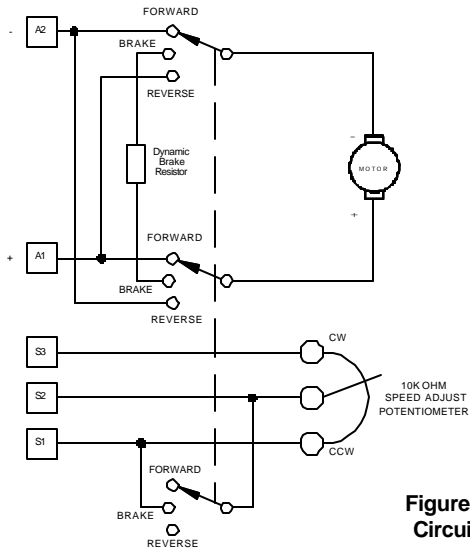 FORWARD
- A2
BRAKE
REVERSE
Dynamic
Brake
Resistor
-
MOTOR
+
FORWARD
+ A1
BRAKE
REVERSE
S3
CW
S2
10K OHM
SPEED ADJUST
POTENTIOMETER
S1
CCW
FORWARD
BRAKE
REVERSE
Figure
Circui